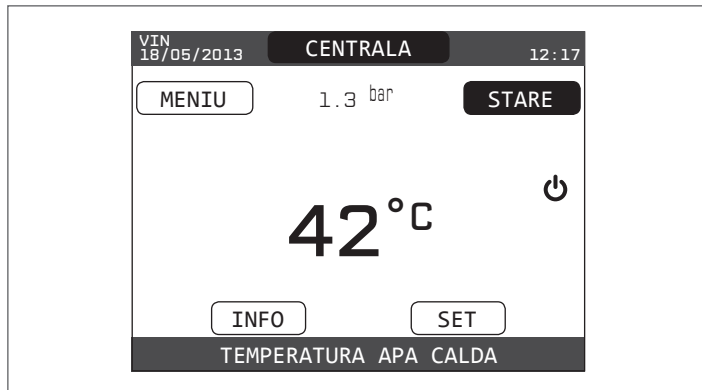 VIN
18/05/2013 CENTRALA 12:17
MENIU 1.3 bar STARE
42°C
INFO SET
TEMPERATURA APA CALDA